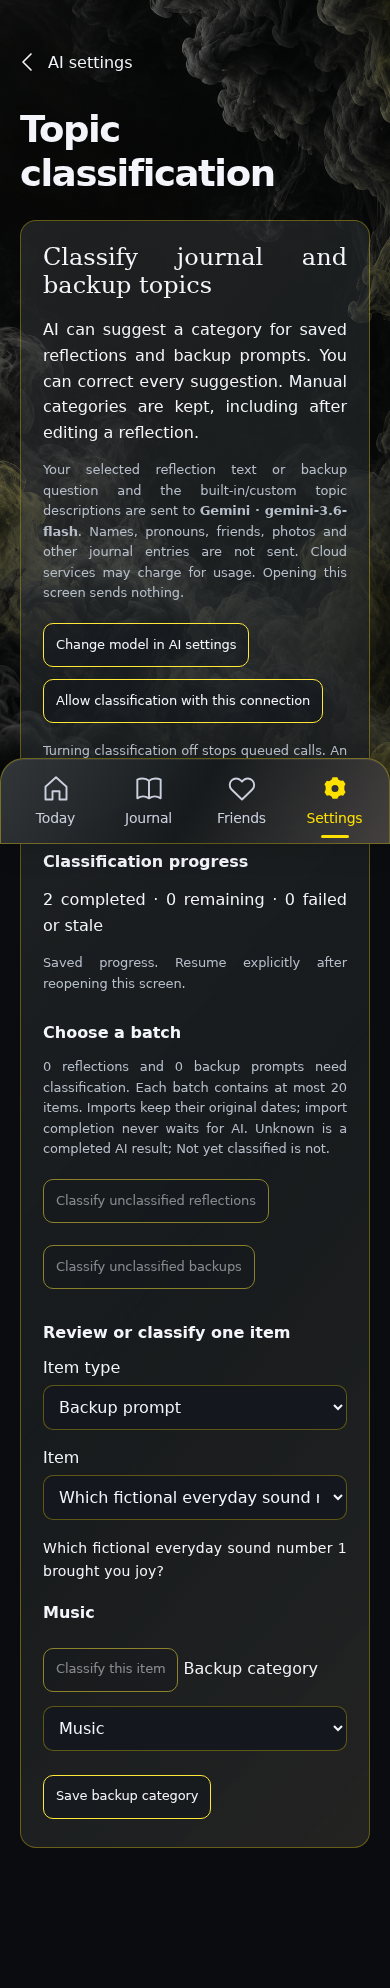 AI settings
Topic
classification
Classify journal and
backup topics
AI can suggest a category for saved
reflections and backup prompts. You
can correct every suggestion. Manual
categories are kept, including after
editing a reflection.
Your selected reflection text or backup
question and the built-in/custom topic
descriptions are sent to Gemini · gemini-3.6-
flash. Names, pronouns, friends, photos and
other journal entries are not sent. Cloud
services may charge for usage. Opening this
screen sends nothing.
Change model in AI settings
Allow classification with this connection
Turning classification off stops queued calls. An
Today
Journal
Friends
Settings
Classification progress
2 completed · 0 remaining · 0 failed
or stale
Saved progress. Resume explicitly after
reopening this screen.
Choose a batch
0 reflections and 0 backup prompts need
classification. Each batch contains at most 20
items. Imports keep their original dates; import
completion never waits for AI. Unknown is a
completed AI result; Not yet classified is not.
Classify unclassified reflections
Classify unclassified backups
Review or classify one item
Item type
Backup prompt
Item
Which fictional everyday sound
Which fictional everyday sound number 1
brought you joy?
Music
Classify this item Backup category
Music
Save backup category